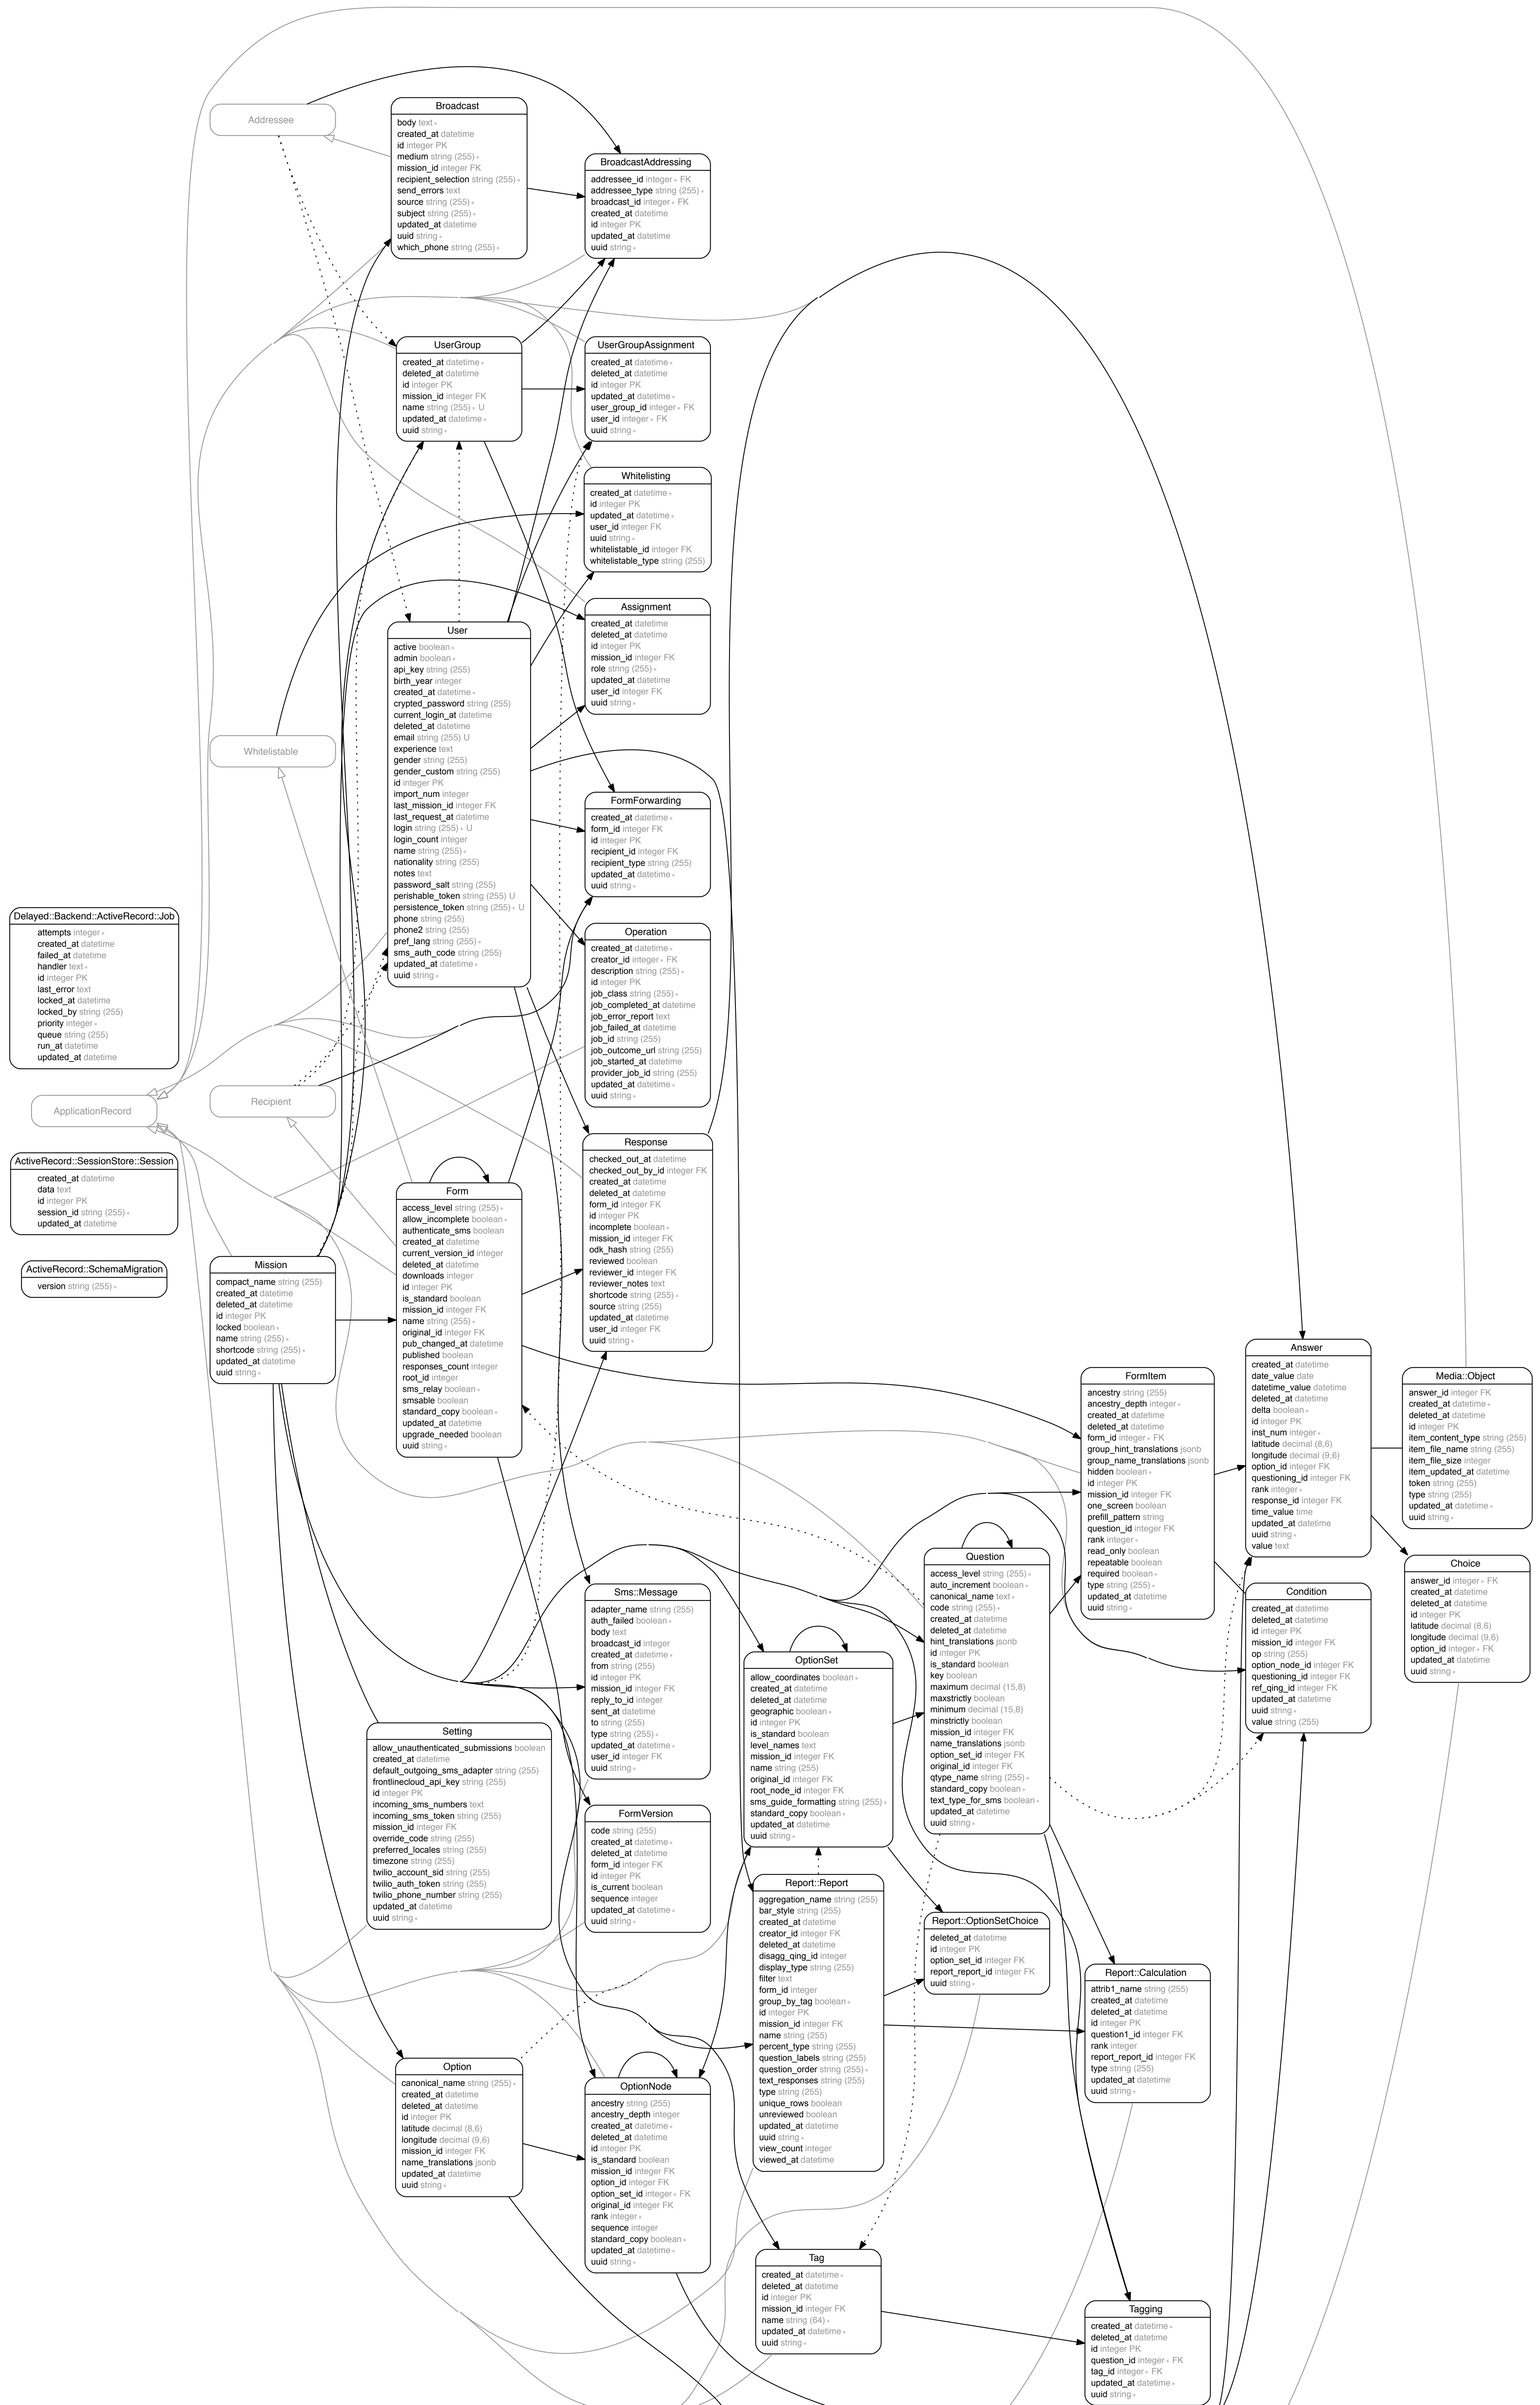 Addressee
Broadcast
body text ∗
created_at datetime
id integer PK
medium string (255) ∗
mission_id integer FK
recipient_selection string (255) ∗
send_errors text
source string (255) ∗
subject string (255) ∗
updated_at datetime
uuid string ∗
which_phone string (255) ∗
BroadcastAddressing
addressee_id integer ∗ FK
addressee_type string (255) ∗
broadcast_id integer ∗ FK
created_at datetime
id integer PK
updated_at datetime
uuid string ∗
UserGroup
created_at datetime ∗
deleted_at datetime
id integer PK
mission_id integer FK
name string (255) ∗ U
updated_at datetime ∗
uuid string ∗
UserGroupAssignment
created_at datetime ∗
deleted_at datetime
id integer PK
updated_at datetime ∗
user_group_id integer ∗ FK
user_id integer ∗ FK
uuid string ∗
Whitelisting
created_at datetime ∗
id integer PK
updated_at datetime ∗
user_id integer FK
uuid string ∗
whitelistable_id integer FK
whitelistable_type string (255)
Assignment
created_at datetime
deleted_at datetime
id integer PK
mission_id integer FK
role string (255) ∗
updated_at datetime
user_id integer FK
uuid string ∗
User
active boolean ∗
admin boolean ∗
api_key string (255)
birth_year integer
created_at datetime ∗
crypted_password string (255)
current_login_at datetime
deleted_at datetime
email string (255) U
experience text
gender string (255)
gender_custom string (255)
id integer PK
import_num integer
last_mission_id integer FK
last_request_at datetime
login string (255) ∗ U
login_count integer
name string (255) ∗
nationality string (255)
notes text
password_salt string (255)
perishable_token string (255) U
persistence_token string (255) ∗ U
phone string (255)
phone2 string (255)
pref_lang string (255) ∗
sms_auth_code string (255)
updated_at datetime ∗
uuid string ∗
Whitelistable
FormForwarding
created_at datetime ∗
form_id integer FK
id integer PK
recipient_id integer FK
recipient_type string (255)
updated_at datetime ∗
uuid string ∗
Delayed::Backend::ActiveRecord::Job
attempts integer ∗
created_at datetime
failed_at datetime
handler text ∗
id integer PK
last_error text
locked_at datetime
locked_by string (255)
priority integer ∗
queue string (255)
run_at datetime
updated_at datetime
Operation
created_at datetime ∗
creator_id integer ∗ FK
description string (255) ∗
id integer PK
job_class string (255) ∗
job_completed_at datetime
job_error_report text
job_failed_at datetime
job_id string (255)
job_outcome_url string (255)
job_started_at datetime
provider_job_id string (255)
updated_at datetime ∗
uuid string ∗
ApplicationRecord
Recipient
ActiveRecord::SessionStore::Session
created_at datetime
data text
id integer PK
session_id string (255) ∗
updated_at datetime
ActiveRecord::SchemaMigration
version string (255) ∗
Response
checked_out_at datetime
checked_out_by_id integer FK
created_at datetime
deleted_at datetime
form_id integer FK
id integer PK
incomplete boolean ∗
mission_id integer FK
odk_hash string (255)
reviewed boolean
reviewer_id integer FK
reviewer_notes text
shortcode string (255) ∗
source string (255)
updated_at datetime
user_id integer FK
uuid string ∗
Form
access_level string (255) ∗
allow_incomplete boolean ∗
authenticate_sms boolean
created_at datetime
current_version_id integer
deleted_at datetime
downloads integer
id integer PK
is_standard boolean
mission_id integer FK
name string (255) ∗
original_id integer FK
pub_changed_at datetime
published boolean
responses_count integer
root_id integer
sms_relay boolean ∗
smsable boolean
standard_copy boolean ∗
updated_at datetime
upgrade_needed boolean
uuid string ∗
Mission
compact_name string (255)
created_at datetime
deleted_at datetime
id integer PK
locked boolean ∗
name string (255) ∗
shortcode string (255) ∗
updated_at datetime
uuid string ∗
FormItem
ancestry string (255)
ancestry_depth integer ∗
created_at datetime
deleted_at datetime
form_id integer ∗ FK
group_hint_translations jsonb
group_name_translations jsonb
hidden boolean ∗
id integer PK
mission_id integer FK
one_screen boolean
prefill_pattern string
question_id integer FK
rank integer ∗
read_only boolean
repeatable boolean
required boolean ∗
type string (255) ∗
updated_at datetime
uuid string ∗
Answer
created_at datetime
date_value date
datetime_value datetime
deleted_at datetime
delta boolean ∗
id integer PK
inst_num integer ∗
latitude decimal (8,6)
longitude decimal (9,6)
option_id integer FK
questioning_id integer FK
rank integer ∗
response_id integer FK
time_value time
updated_at datetime
uuid string ∗
value text
Media::Object
answer_id integer FK
created_at datetime ∗
deleted_at datetime
id integer PK
item_content_type string (255)
item_file_name string (255)
item_file_size integer
item_updated_at datetime
token string (255)
type string (255)
updated_at datetime ∗
uuid string ∗
Choice
answer_id integer ∗ FK
created_at datetime
deleted_at datetime
id integer PK
latitude decimal (8,6)
longitude decimal (9,6)
option_id integer ∗ FK
updated_at datetime
uuid string ∗
Condition
created_at datetime
deleted_at datetime
id integer PK
mission_id integer FK
op string (255)
option_node_id integer FK
questioning_id integer FK
ref_qing_id integer FK
updated_at datetime
uuid string ∗
value string (255)
Question
access_level string (255) ∗
auto_increment boolean ∗
canonical_name text ∗
code string (255) ∗
created_at datetime
deleted_at datetime
hint_translations jsonb
id integer PK
is_standard boolean
key boolean
maximum decimal (15,8)
maxstrictly boolean
minimum decimal (15,8)
minstrictly boolean
mission_id integer FK
name_translations jsonb
option_set_id integer FK
original_id integer FK
qtype_name string (255) ∗
standard_copy boolean ∗
text_type_for_sms boolean ∗
updated_at datetime
uuid string ∗
Sms::Message
adapter_name string (255)
auth_failed boolean ∗
body text
broadcast_id integer
created_at datetime ∗
from string (255)
id integer PK
mission_id integer FK
reply_to_id integer
sent_at datetime
to string (255)
type string (255) ∗
updated_at datetime ∗
user_id integer FK
uuid string ∗
OptionSet
allow_coordinates boolean ∗
created_at datetime
deleted_at datetime
geographic boolean ∗
id integer PK
is_standard boolean
level_names text
mission_id integer FK
name string (255)
original_id integer FK
root_node_id integer FK
sms_guide_formatting string (255) ∗
standard_copy boolean ∗
updated_at datetime
uuid string ∗
Setting
allow_unauthenticated_submissions boolean
created_at datetime
default_outgoing_sms_adapter string (255)
frontlinecloud_api_key string (255)
id integer PK
incoming_sms_numbers text
incoming_sms_token string (255)
mission_id integer FK
override_code string (255)
preferred_locales string (255)
timezone string (255)
twilio_account_sid string (255)
twilio_auth_token string (255)
twilio_phone_number string (255)
updated_at datetime
uuid string ∗
FormVersion
code string (255)
created_at datetime ∗
deleted_at datetime
form_id integer FK
id integer PK
is_current boolean
sequence integer
updated_at datetime ∗
uuid string ∗
Report::Report
aggregation_name string (255)
bar_style string (255)
created_at datetime
creator_id integer FK
deleted_at datetime
disagg_qing_id integer
display_type string (255)
filter text
form_id integer
group_by_tag boolean ∗
id integer PK
mission_id integer FK
name string (255)
percent_type string (255)
question_labels string (255)
question_order string (255) ∗
text_responses string (255)
type string (255)
unique_rows boolean
unreviewed boolean
updated_at datetime
uuid string ∗
view_count integer
viewed_at datetime
Report::OptionSetChoice
deleted_at datetime
id integer PK
option_set_id integer FK
report_report_id integer FK
uuid string ∗
Report::Calculation
attrib1_name string (255)
created_at datetime
deleted_at datetime
id integer PK
question1_id integer FK
rank integer
report_report_id integer FK
type string (255)
updated_at datetime
uuid string ∗
Option
canonical_name string (255) ∗
created_at datetime
deleted_at datetime
id integer PK
latitude decimal (8,6)
longitude decimal (9,6)
mission_id integer FK
name_translations jsonb
updated_at datetime
uuid string ∗
OptionNode
ancestry string (255)
ancestry_depth integer
created_at datetime ∗
deleted_at datetime
id integer PK
is_standard boolean
mission_id integer FK
option_id integer FK
option_set_id integer ∗ FK
original_id integer FK
rank integer ∗
sequence integer
standard_copy boolean ∗
updated_at datetime ∗
uuid string ∗
Tag
created_at datetime ∗
deleted_at datetime
id integer PK
mission_id integer FK
name string (64) ∗
updated_at datetime ∗
uuid string ∗
Tagging
created_at datetime ∗
deleted_at datetime
id integer PK
question_id integer ∗ FK
tag_id integer ∗ FK
updated_at datetime ∗
uuid string ∗